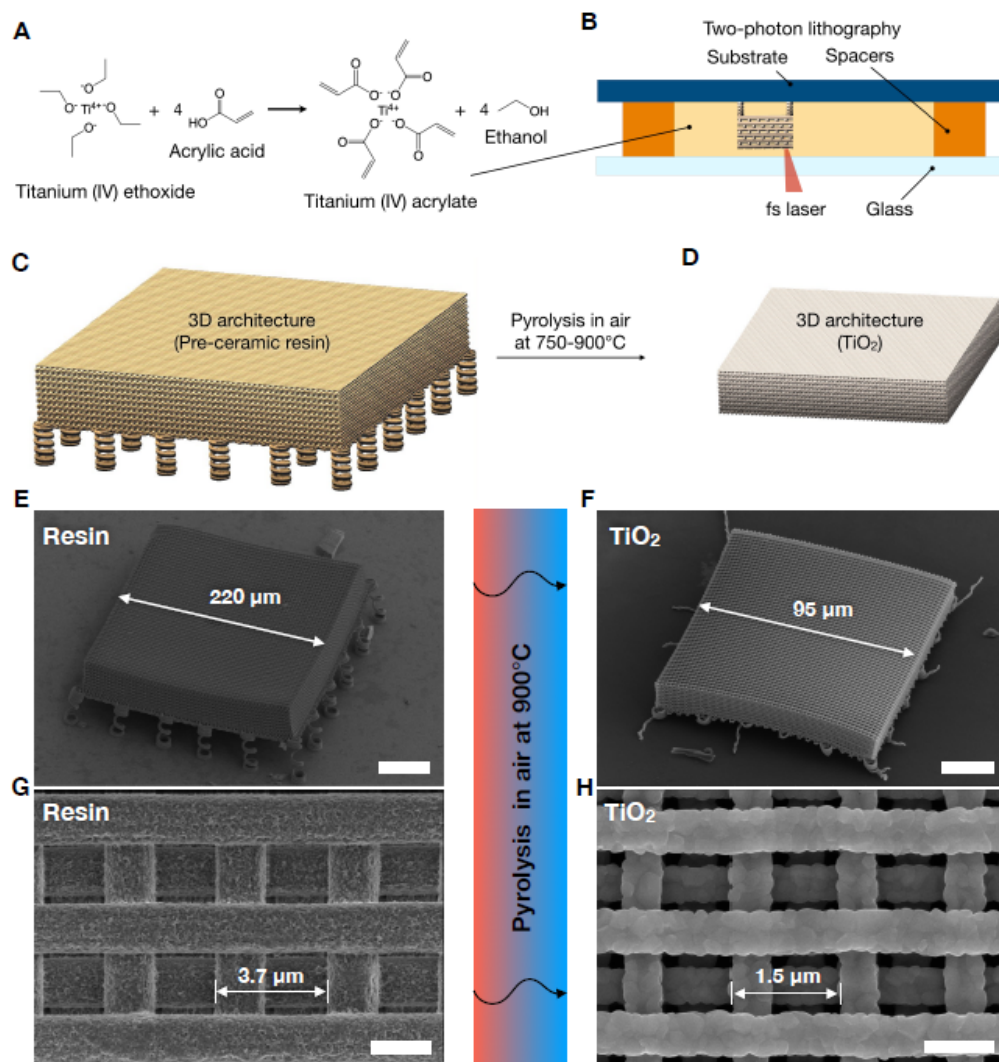 A
O⁻
⁻O
Ti⁴⁺
⁻O
O⁻
+ 4
O
HO
Acrylic acid
Titanium (IV) ethoxide
O
O
O⁻
⁻O
Ti⁴⁺
O⁻
⁻O
O
O
+ 4
OH
Ethanol
Titanium (IV) acrylate
B
Two-photon lithography
Substrate
Spacers
fs laser
Glass
C
3D architecture
(Pre-ceramic resin)
Pyrolysis in air
at 750-900°C
D
3D architecture
(TiO₂)
E
Resin
220 µm
Pyrolysis in air at 900°C
F
TiO₂
95 µm
G
Resin
3.7 µm
H
TiO₂
1.5 µm